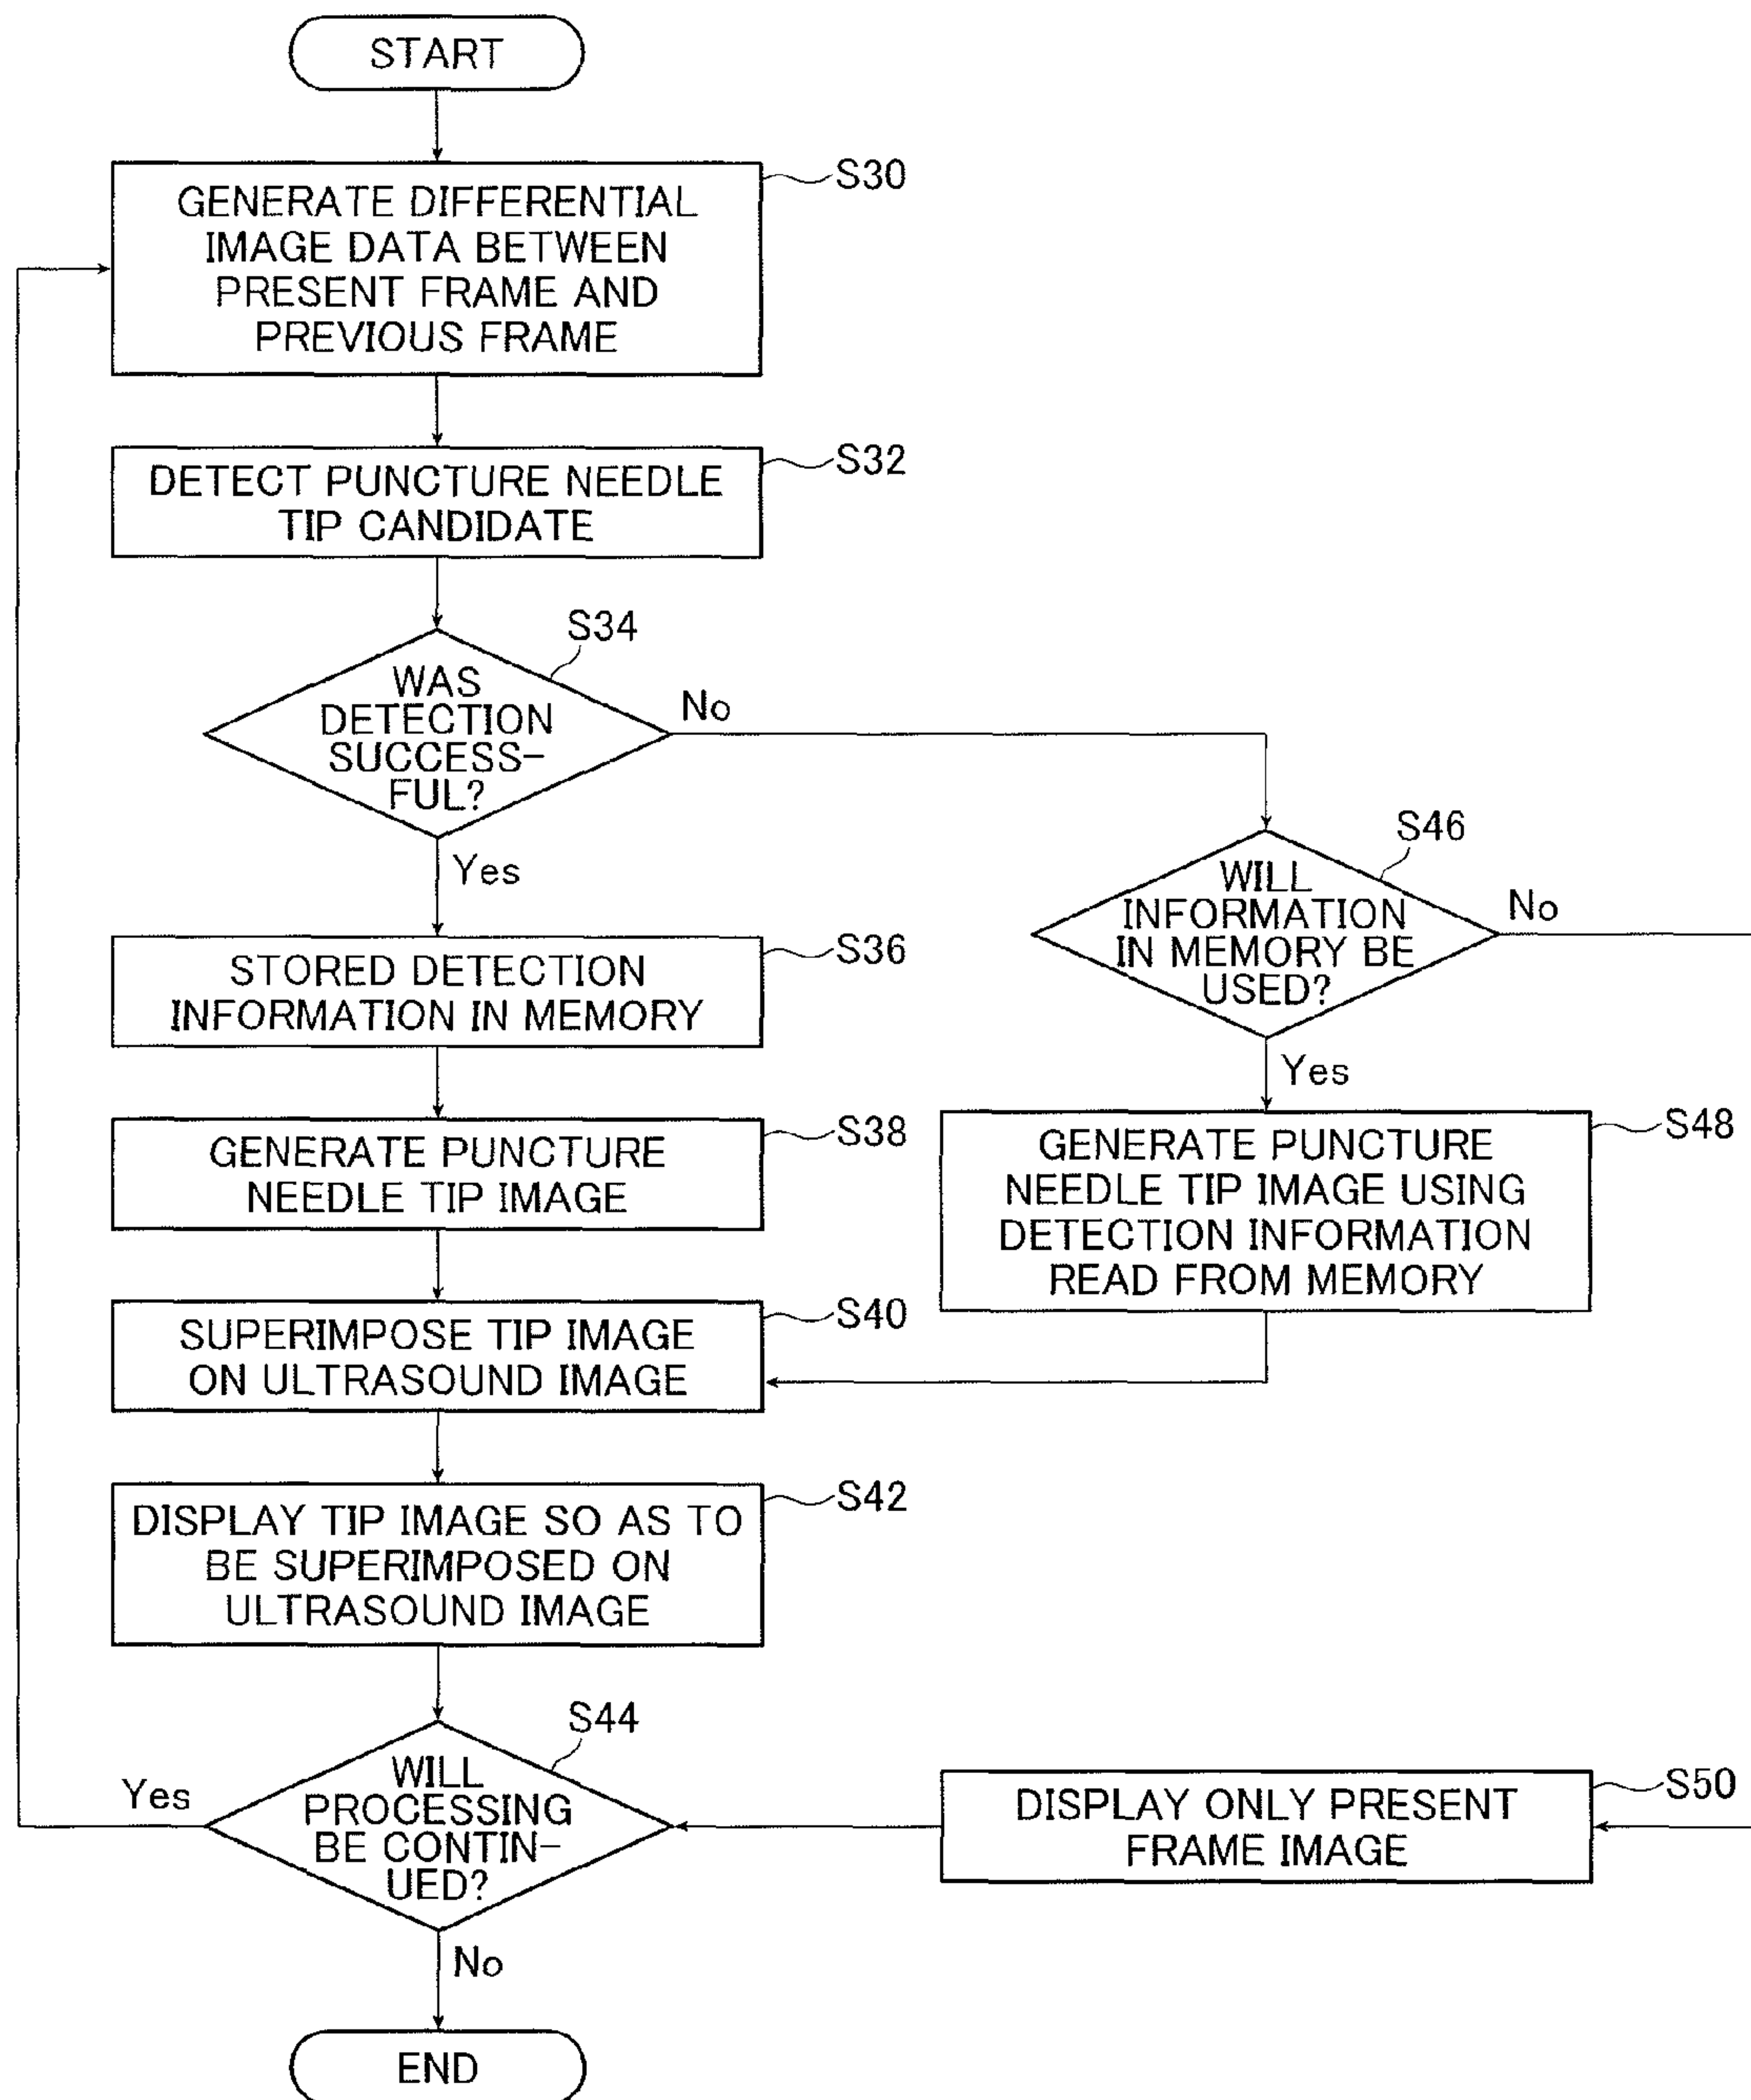 START
S30
GENERATE DIFFERENTIAL
IMAGE DATA BETWEEN
PRESENT FRAME AND
PREVIOUS FRAME
S32
DETECT PUNCTURE NEEDLE
TIP CANDIDATE
S34
WAS
DETECTION
SUCCESS-
FUL?
No
Yes
S46
WILL
INFORMATION
IN MEMORY BE
USED?
No
Yes
S36
STORED DETECTION
INFORMATION IN MEMORY
S38
GENERATE PUNCTURE
NEEDLE TIP IMAGE
S48
GENERATE PUNCTURE
NEEDLE TIP IMAGE USING
DETECTION INFORMATION
READ FROM MEMORY
S40
SUPERIMPOSE TIP IMAGE
ON ULTRASOUND IMAGE
S42
DISPLAY TIP IMAGE SO AS TO
BE SUPERIMPOSED ON
ULTRASOUND IMAGE
S44
WILL
PROCESSING
BE CONTIN-
UED?
Yes
No
S50
DISPLAY ONLY PRESENT
FRAME IMAGE
END